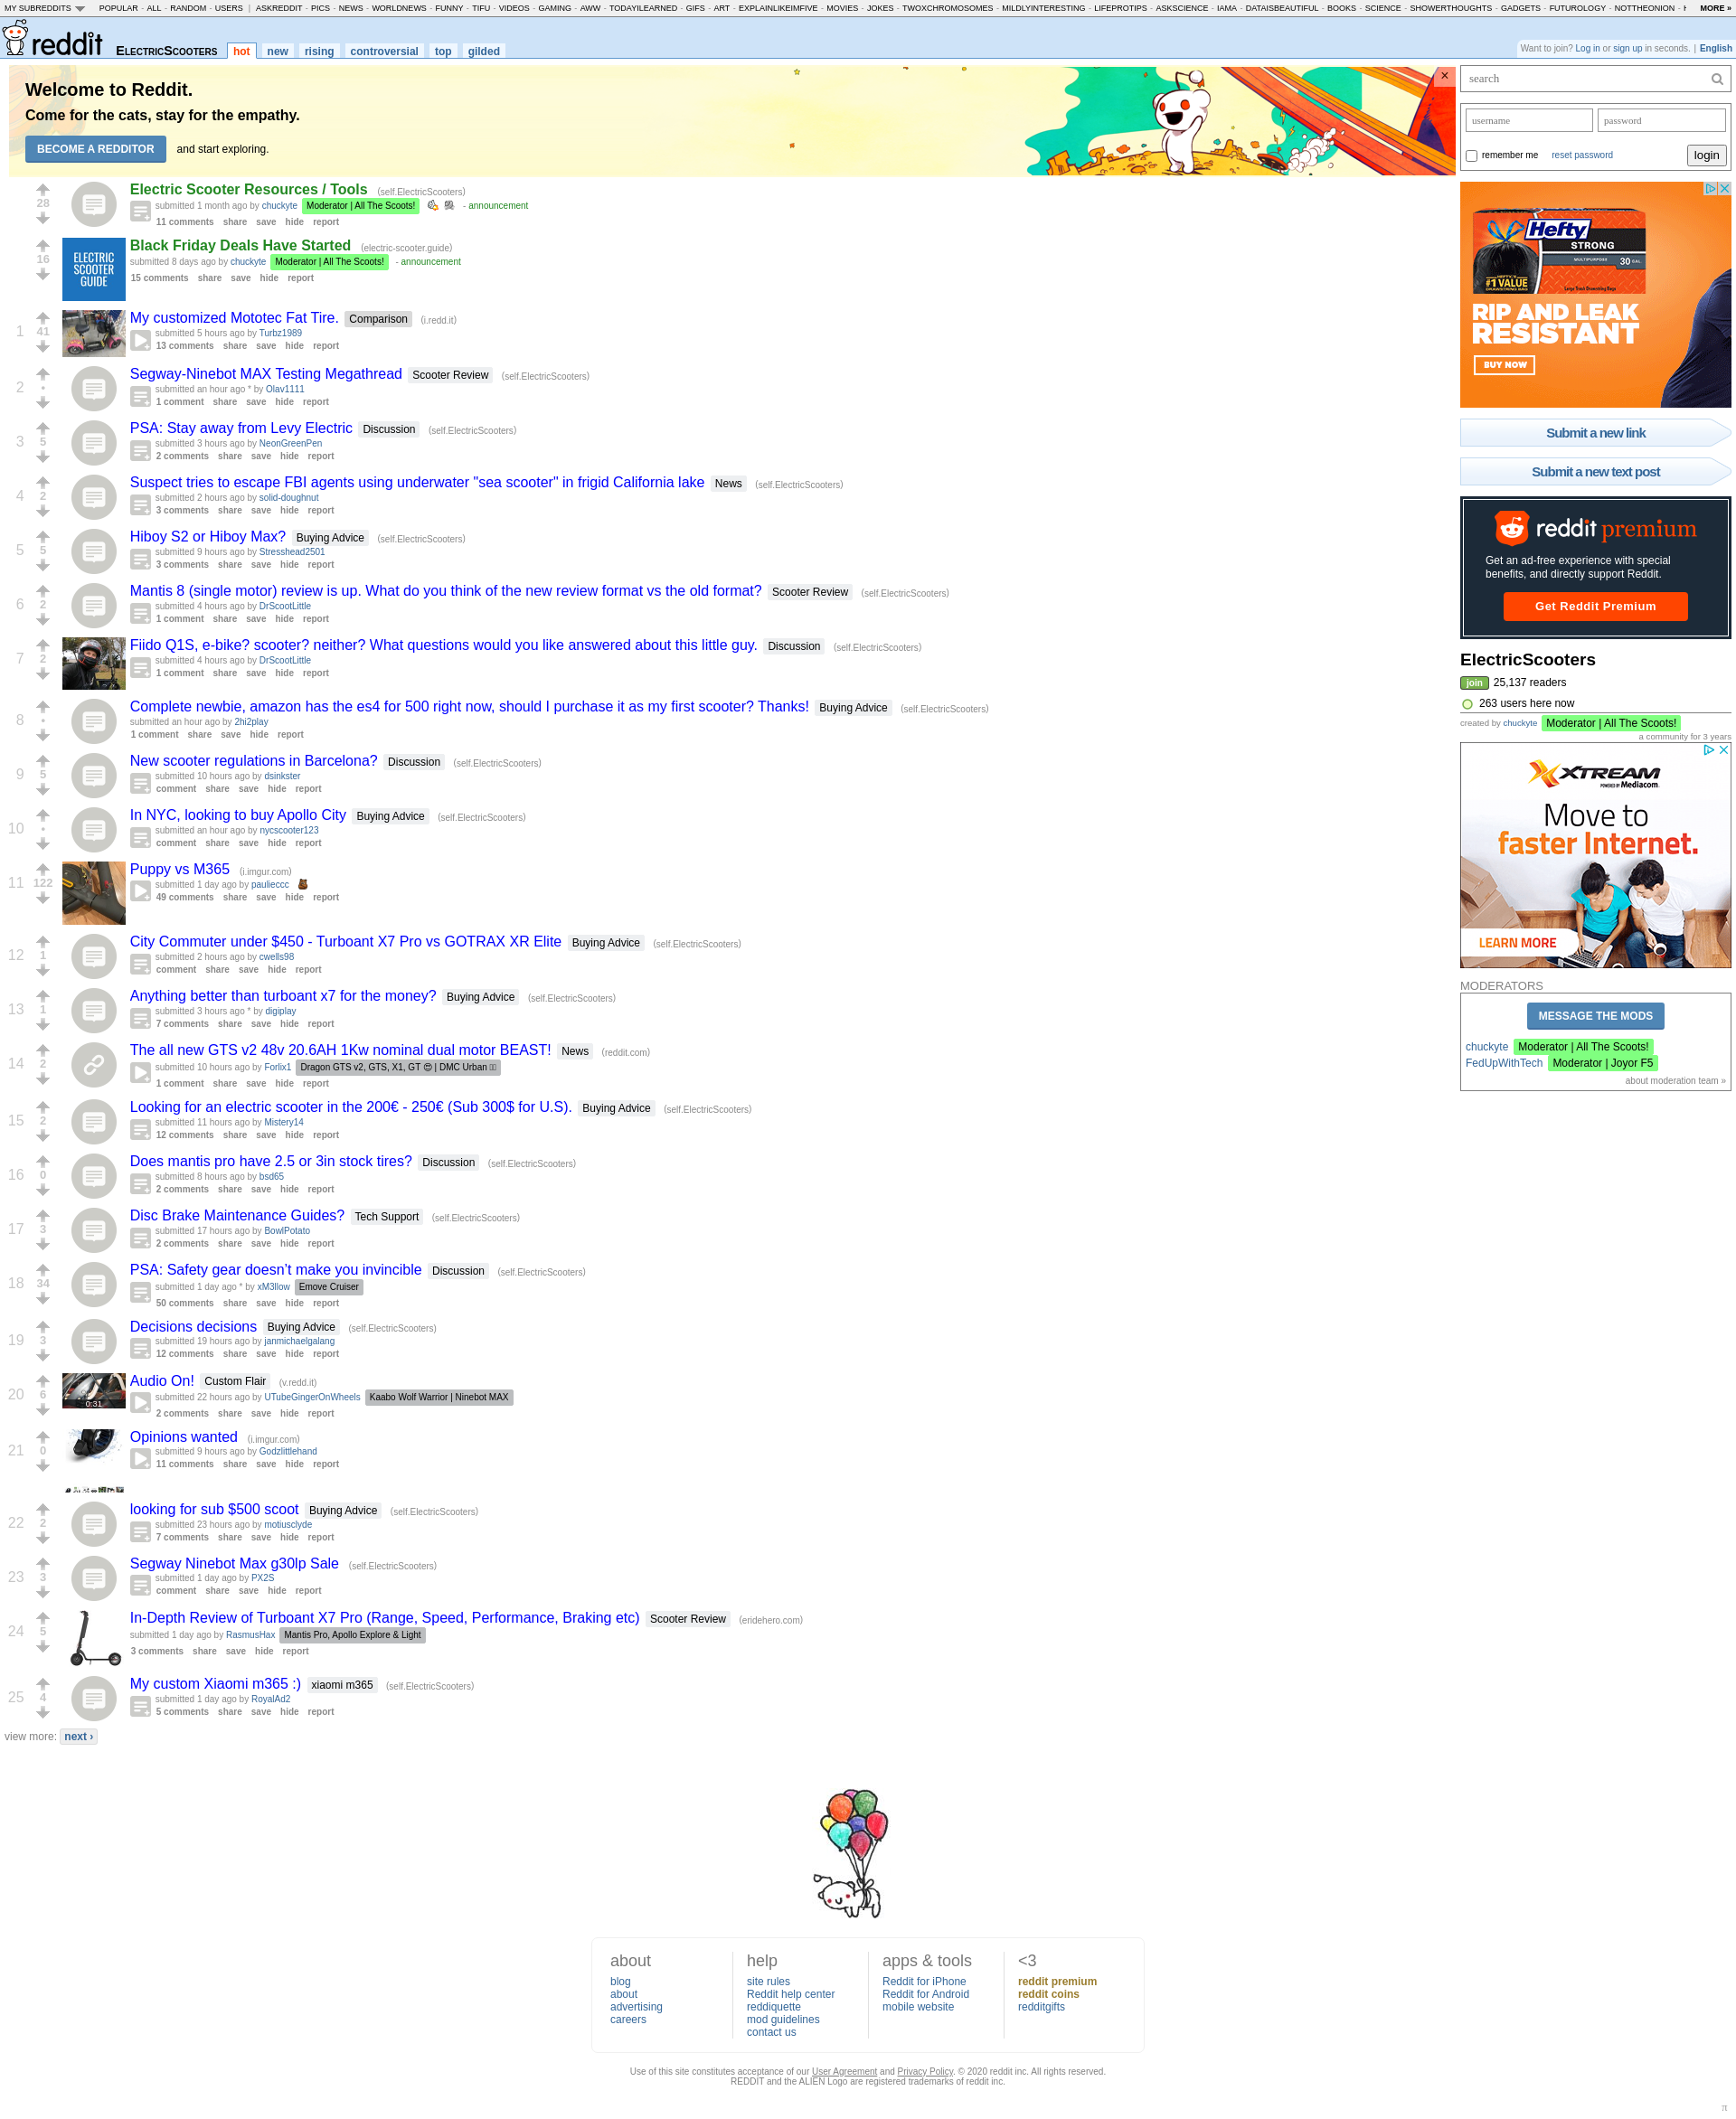 MY SUBREDDITS POPULAR - ALL - RANDOM - USERS | ASKREDDIT - PICS - NEWS - WORLDNEWS - FUNNY - TIFU - VIDEOS - GAMING - AWW - TODAYILEARNED - GIFS - ART - EXPLAINLIKEIMFIVE - MOVIES - JOKES - TWOXCHROMOSOMES - MILDLYINTERESTING - LIFEPROTIPS - ASKSCIENCE - IAMA - DATAISBEAUTIFUL - BOOKS - SCIENCE - SHOWERTHOUGHTS - GADGETS - FUTUROLOGY - NOTTHEONION - MORE »
reddit ElectricScooters hot new rising controversial top gilded
Want to join? Log in or sign up in seconds. | English
Welcome to Reddit.
Come for the cats, stay for the empathy.
BECOME A REDDITOR and start exploring.
×
28
Electric Scooter Resources / Tools (self.ElectricScooters)
submitted 1 month ago by chuckyte Moderator | All The Scoots! - announcement
11 comments share save hide report
16
ELECTRIC
SCOOTER
GUIDE
Black Friday Deals Have Started (electric-scooter.guide)
submitted 8 days ago by chuckyte Moderator | All The Scoots! - announcement
15 comments share save hide report
1 41
My customized Mototec Fat Tire. Comparison (i.redd.it)
submitted 5 hours ago by Turbz1989
13 comments share save hide report
2 •
Segway-Ninebot MAX Testing Megathread Scooter Review (self.ElectricScooters)
submitted an hour ago * by Olav1111
1 comment share save hide report
3 5
PSA: Stay away from Levy Electric Discussion (self.ElectricScooters)
submitted 3 hours ago by NeonGreenPen
2 comments share save hide report
4 2
Suspect tries to escape FBI agents using underwater "sea scooter" in frigid California lake News (self.ElectricScooters)
submitted 2 hours ago by solid-doughnut
3 comments share save hide report
5 5
Hiboy S2 or Hiboy Max? Buying Advice (self.ElectricScooters)
submitted 9 hours ago by Stresshead2501
3 comments share save hide report
6 2
Mantis 8 (single motor) review is up. What do you think of the new review format vs the old format? Scooter Review (self.ElectricScooters)
submitted 4 hours ago by DrScootLittle
1 comment share save hide report
7 2
Fiido Q1S, e-bike? scooter? neither? What questions would you like answered about this little guy. Discussion (self.ElectricScooters)
submitted 4 hours ago by DrScootLittle
1 comment share save hide report
8 •
Complete newbie, amazon has the es4 for 500 right now, should I purchase it as my first scooter? Thanks! Buying Advice (self.ElectricScooters)
submitted an hour ago by 2hi2play
1 comment share save hide report
9 5
New scooter regulations in Barcelona? Discussion (self.ElectricScooters)
submitted 10 hours ago by dsinkster
comment share save hide report
10 •
In NYC, looking to buy Apollo City Buying Advice (self.ElectricScooters)
submitted an hour ago by nycscooter123
comment share save hide report
11 122
Puppy vs M365 (i.imgur.com)
submitted 1 day ago by paulieccc
49 comments share save hide report
12 1
City Commuter under $450 - Turboant X7 Pro vs GOTRAX XR Elite Buying Advice (self.ElectricScooters)
submitted 2 hours ago by cwells98
comment share save hide report
13 1
Anything better than turboant x7 for the money? Buying Advice (self.ElectricScooters)
submitted 3 hours ago * by digiplay
7 comments share save hide report
14 2
The all new GTS v2 48v 20.6AH 1Kw nominal dual motor BEAST! News (reddit.com)
submitted 10 hours ago by Forlix1 Dragon GTS v2, GTS, X1, GT 😍 | DMC Urban
1 comment share save hide report
15 2
Looking for an electric scooter in the 200€ - 250€ (Sub 300$ for U.S). Buying Advice (self.ElectricScooters)
submitted 11 hours ago by Mistery14
12 comments share save hide report
16 0
Does mantis pro have 2.5 or 3in stock tires? Discussion (self.ElectricScooters)
submitted 8 hours ago by bsd65
2 comments share save hide report
17 3
Disc Brake Maintenance Guides? Tech Support (self.ElectricScooters)
submitted 17 hours ago by BowlPotato
2 comments share save hide report
18 34
PSA: Safety gear doesn’t make you invincible Discussion (self.ElectricScooters)
submitted 1 day ago * by xM3llow Emove Cruiser
50 comments share save hide report
19 3
Decisions decisions Buying Advice (self.ElectricScooters)
submitted 19 hours ago by janmichaelgalang
12 comments share save hide report
20 6
0:31
Audio On! Custom Flair (v.redd.it)
submitted 22 hours ago by UTubeGingerOnWheels Kaabo Wolf Warrior | Ninebot MAX
2 comments share save hide report
21 0
Opinions wanted (i.imgur.com)
submitted 9 hours ago by Godzlittlehand
11 comments share save hide report
22 2
looking for sub $500 scoot Buying Advice (self.ElectricScooters)
submitted 23 hours ago by motiusclyde
7 comments share save hide report
23 3
Segway Ninebot Max g30lp Sale (self.ElectricScooters)
submitted 1 day ago by PX2S
comment share save hide report
24 5
In-Depth Review of Turboant X7 Pro (Range, Speed, Performance, Braking etc) Scooter Review (eridehero.com)
submitted 1 day ago by RasmusHax Mantis Pro, Apollo Explore & Light
3 comments share save hide report
25 4
My custom Xiaomi m365 :) xiaomi m365 (self.ElectricScooters)
submitted 1 day ago by RoyalAd2
5 comments share save hide report
view more: next ›
search
username password
remember me reset password login
Hefty
STRONG
MULTIPURPOSE 30 GAL
Hefty
#1 VALUE
RIP AND LEAK
RESISTANT
BUY NOW
Submit a new link
Submit a new text post
reddit premium
Get an ad-free experience with special
benefits, and directly support Reddit.
Get Reddit Premium
ElectricScooters
join 25,137 readers
263 users here now
created by chuckyte Moderator | All The Scoots!
a community for 3 years
XTREAM
POWERED BY Mediacom
Move to
faster Internet.
LEARN MORE
MODERATORS
MESSAGE THE MODS
chuckyte Moderator | All The Scoots!
FedUpWithTech Moderator | Joyor F5
about moderation team »
about
blog
about
advertising
careers
help
site rules
Reddit help center
reddiquette
mod guidelines
contact us
apps & tools
Reddit for iPhone
Reddit for Android
mobile website
<3
reddit premium
reddit coins
redditgifts
Use of this site constitutes acceptance of our User Agreement and Privacy Policy. © 2020 reddit inc. All rights reserved.
REDDIT and the ALIEN Logo are registered trademarks of reddit inc.
π